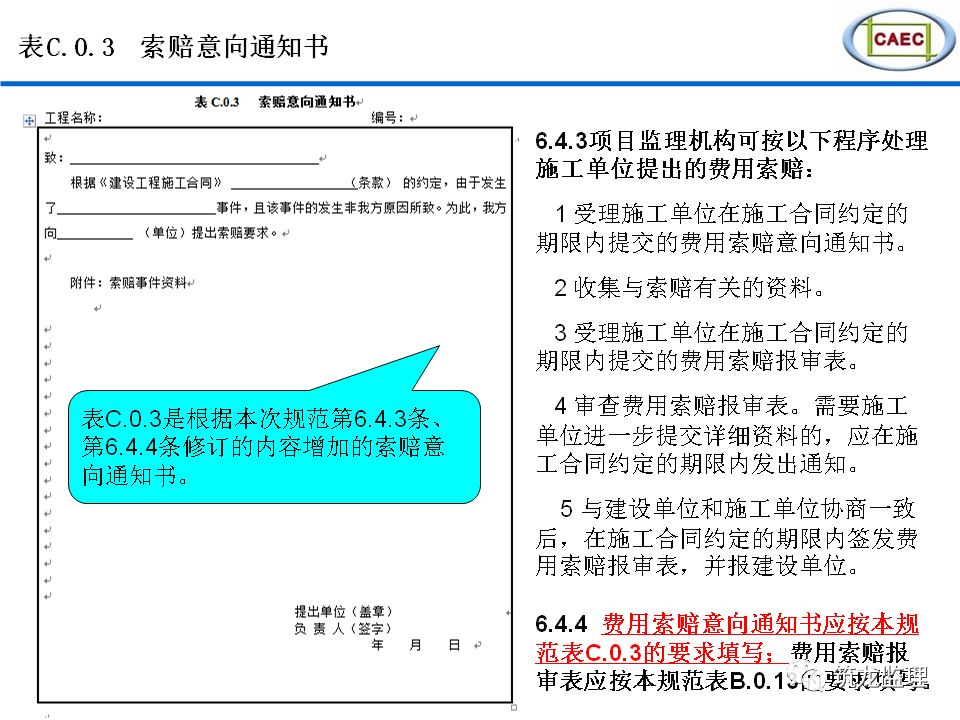 表C.0.3 索赔意向通知书
CAEC
表 C.0.3 索赔意向通知书
工程名称： 编号：
致：
根据《建设工程施工合同》 （条款） 的约定，由于发生
了 事件，且该事件的发生非我方原因所致。为此，我方
向 （单位）提出索赔要求。
附件：索赔事件资料
表C.0.3是根据本次规范第6.4.3条、
第6.4.4条修订的内容增加的索赔意
向通知书。
提出单位（盖章）
负 责 人（签字）
年 月 日
6.4.3项目监理机构可按以下程序处理
施工单位提出的费用索赔：
1 受理施工单位在施工合同约定的
期限内提交的费用索赔意向通知书。
2 收集与索赔有关的资料。
3 受理施工单位在施工合同约定的
期限内提交的费用索赔报审表。
4 审查费用索赔报审表。需要施工
单位进一步提交详细资料的，应在施
工合同约定的期限内发出通知。
5 与建设单位和施工单位协商一致
后，在施工合同约定的期限内签发费
用索赔报审表，并报建设单位。
6.4.4 费用索赔意向通知书应按本规
范表C.0.3的要求填写；费用索赔报
审表应按本规范表B.0.13的要求填写。
筑龙监理